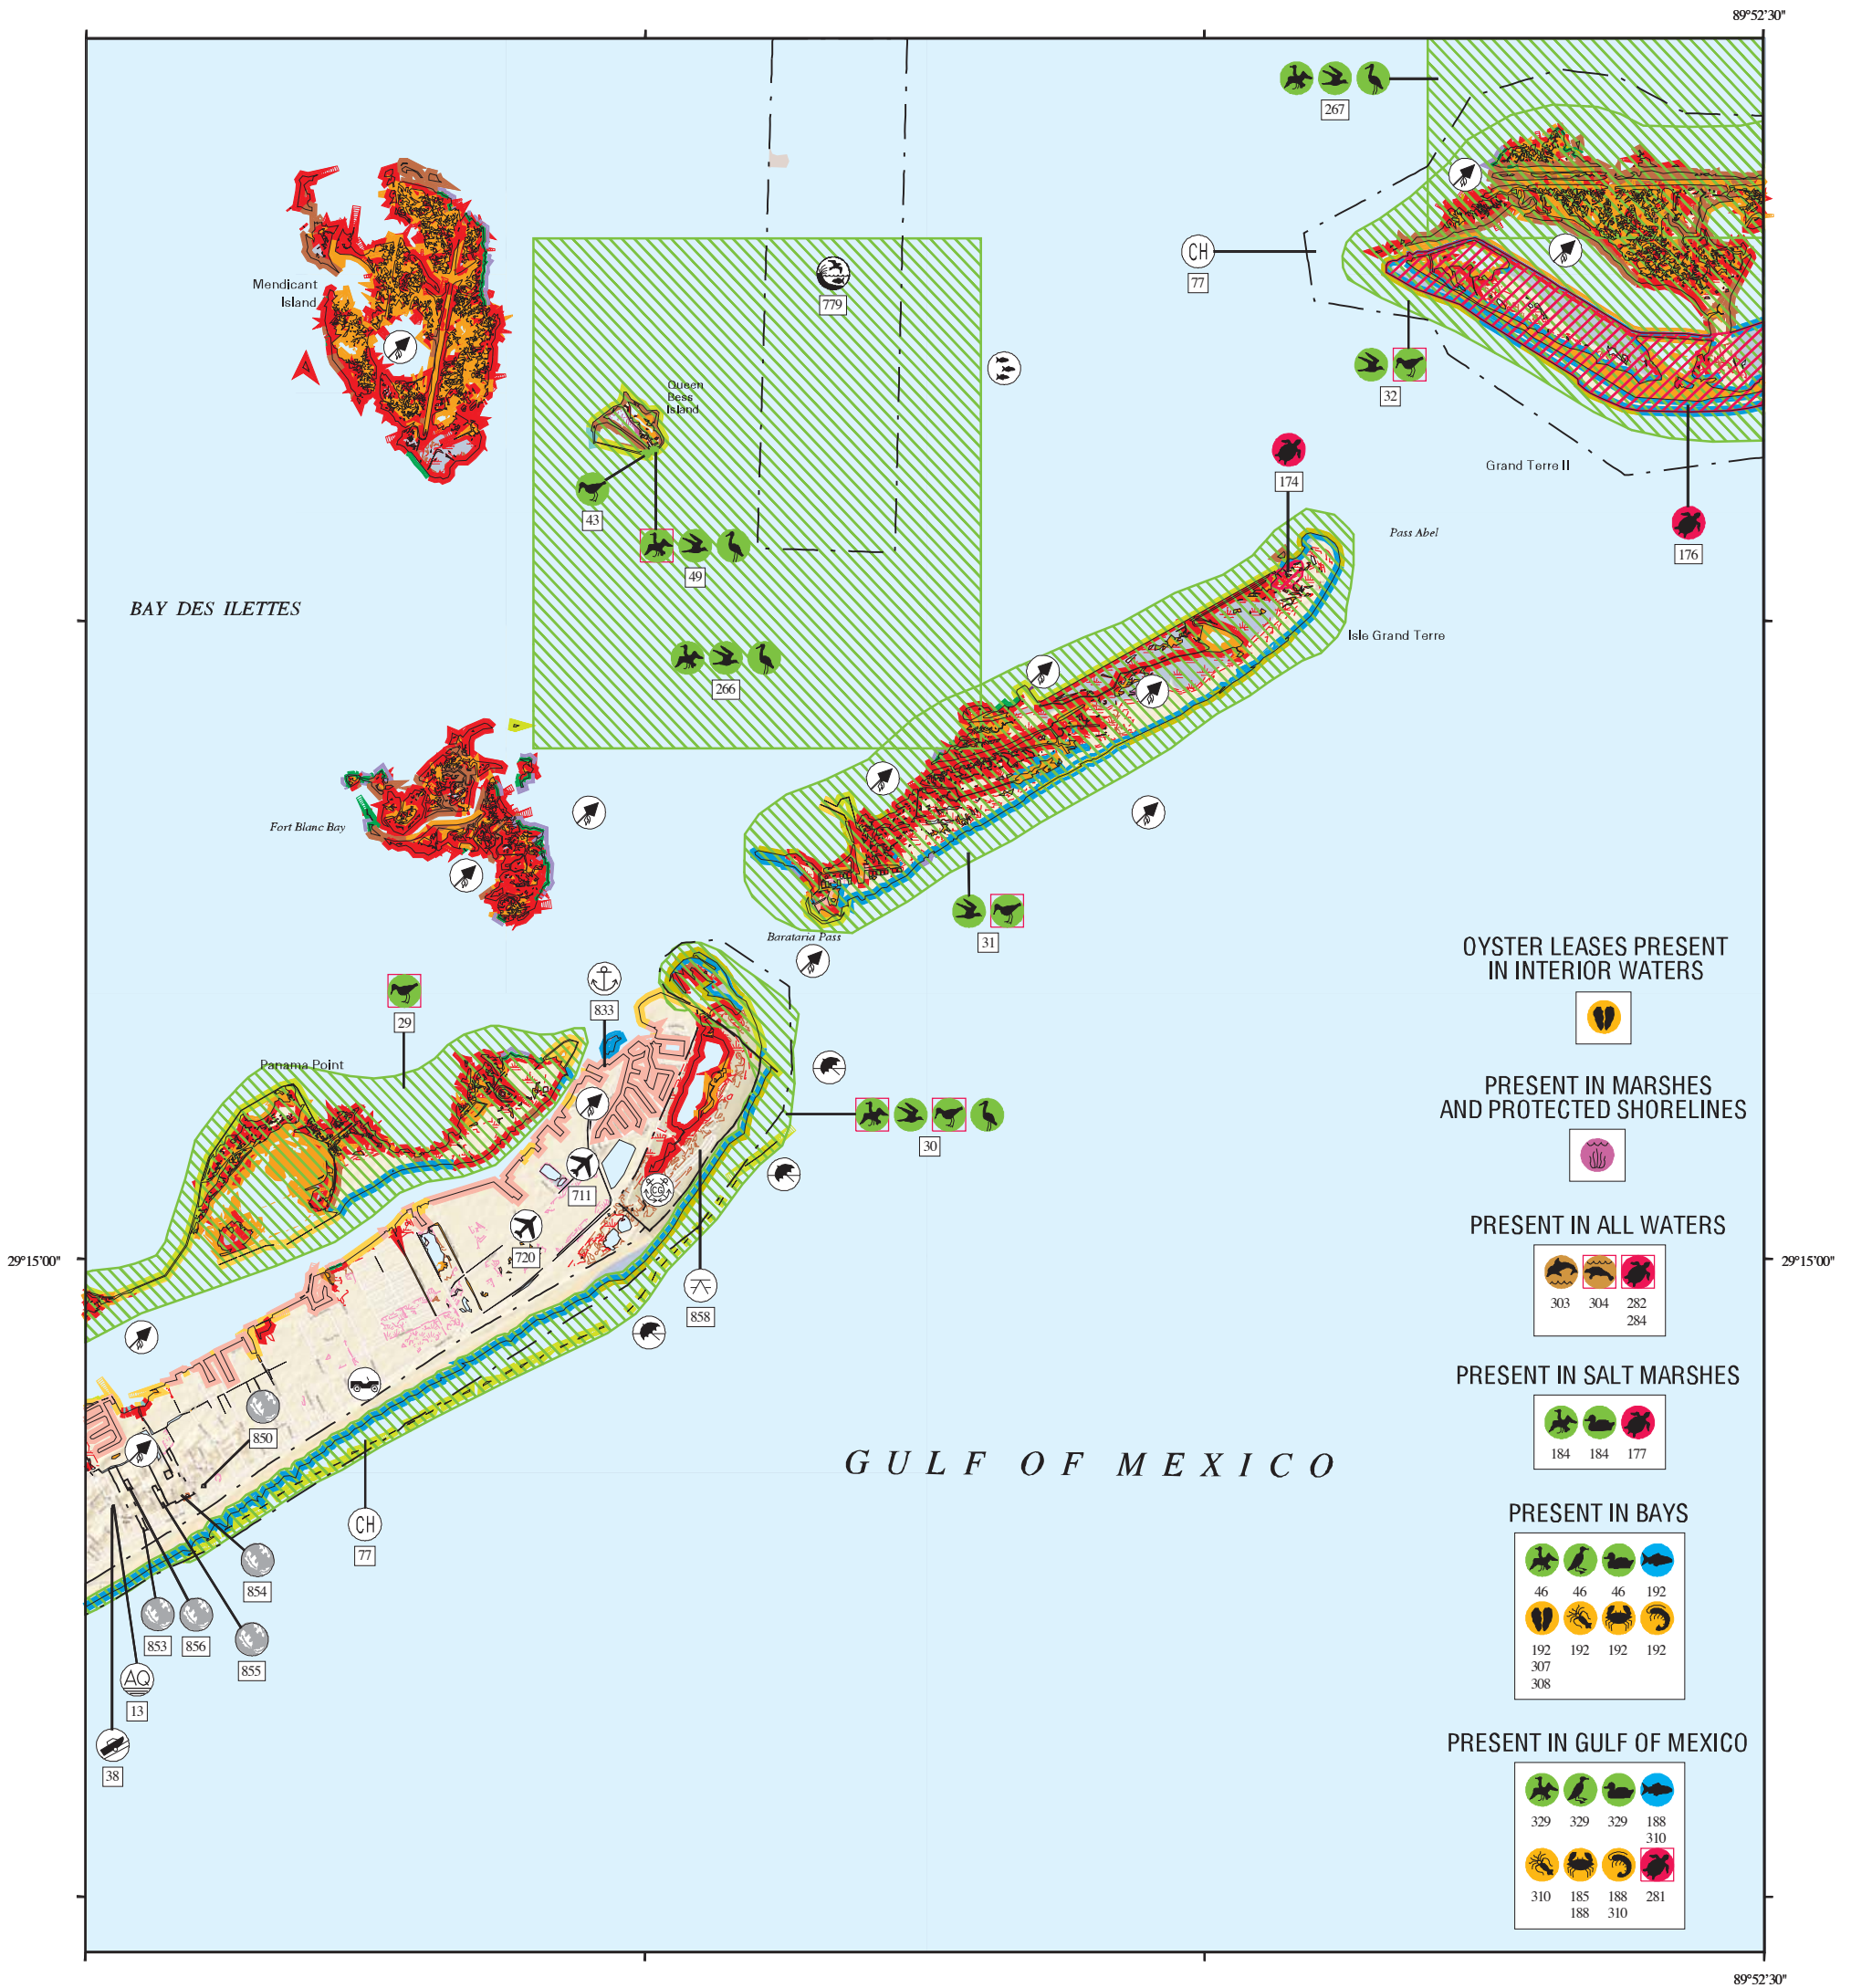 89°52'30"
267
Mendicant
Island
CH
77
779
Queen
Bess
Island
32
Grand Terre II
174
43
Pass Abel
176
49
BAY DES ILETTES
Isle Grand Terre
266
Fort Blanc Bay
Barataria Pass
31
OYSTER LEASES PRESENT
IN INTERIOR WATERS
833
29
Panama Point
PRESENT IN MARSHES
AND PROTECTED SHORELINES
30
711
CG
720
PRESENT IN ALL WATERS
29°15'00"
29°15'00"
303 304 282
284
858
PRESENT IN SALT MARSHES
850
184 184 177
GULF OF MEXICO
CH
77
PRESENT IN BAYS
854
46 46 46 192
853 856
855
192 192 192 192
307
308
AQ
13
38
PRESENT IN GULF OF MEXICO
329 329 329 188
310
310 185 188 281
188 310
89°52'30"